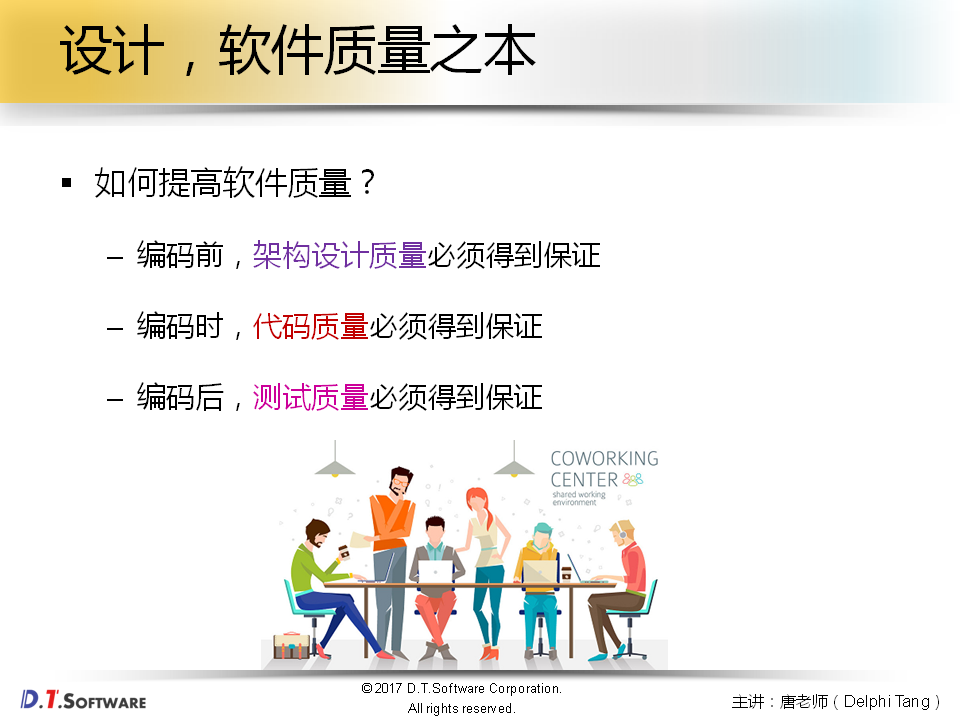 设计，软件质量之本
▪ 如何提高软件质量？
– 编码前，架构设计质量必须得到保证
– 编码时，代码质量必须得到保证
– 编码后，测试质量必须得到保证
COWORKING
CENTER
shared working
environment
D.T.SOFTWARE
©2017 D.T.Software Corporation.
All rights reserved.
主讲：唐老师（Delphi Tang）